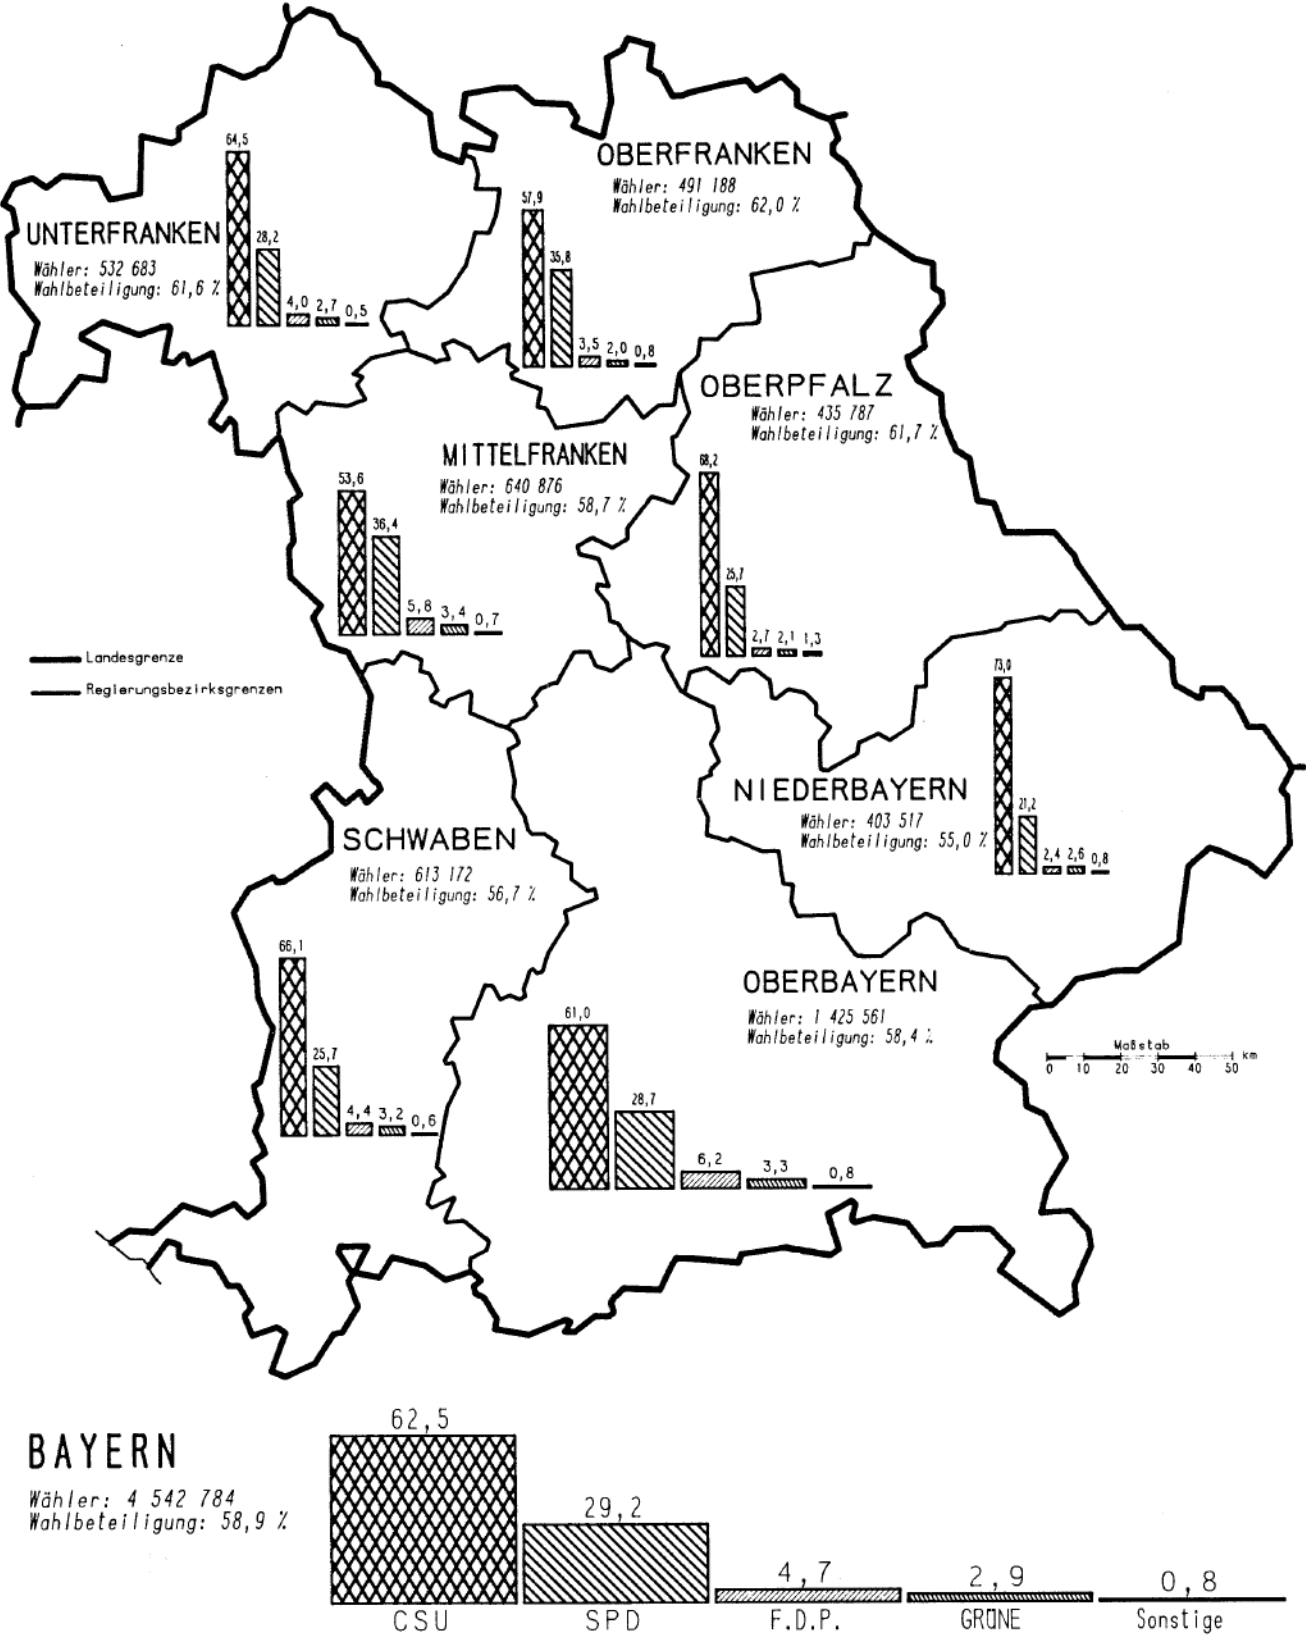 OBERFRANKEN
Wähler: 491 188
Wahlbeteiligung: 62,0 %
57,9
35,8
3,5 2,0 0,8
64,5
UNTERFRANKEN
Wähler: 532 683
Wahlbeteiligung: 61,6 %
28,2
4,0 2,7 0,5
OBERPFALZ
Wähler: 435 787
Wahlbeteiligung: 61,7 %
68,2
25,7
2,7 2,1 1,3
MITTELFRANKEN
Wähler: 640 876
Wahlbeteiligung: 58,7 %
53,6
36,4
5,8 3,4 0,7
Landesgrenze
Regierungsbezirksgrenzen
NIEDERBAYERN
Wähler: 403 517
Wahlbeteiligung: 55,0 %
73,0
21,2
2,4 2,6 0,8
SCHWABEN
Wähler: 613 172
Wahlbeteiligung: 56,7 %
66,1
25,7
4,4 3,2 0,6
OBERBAYERN
Wähler: 1 425 561
Wahlbeteiligung: 58,4 %
61,0
28,7
6,2 3,3 0,8
Maßstab
0 10 20 30 40 50 km
BAYERN
Wähler: 4 542 784
Wahlbeteiligung: 58,9 %
62,5
29,2
4,7 2,9 0,8
CSU SPD F.D.P. GRÜNE Sonstige